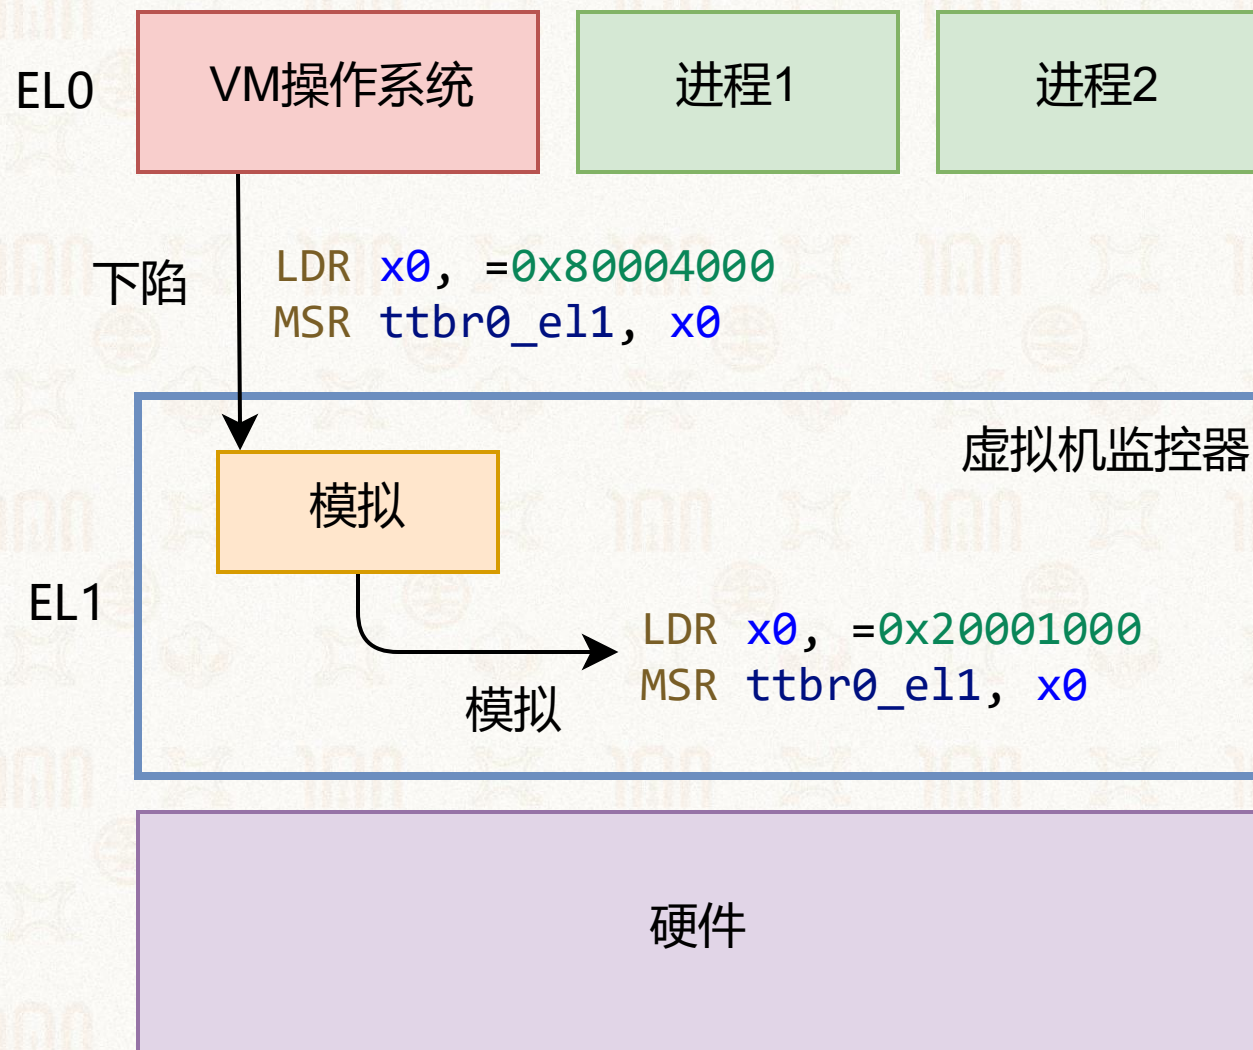 EL0
VM操作系统
进程1
进程2
下陷
LDR x0, =0x80004000
MSR ttbr0_el1, x0
虚拟机监控器
模拟
EL1
LDR x0, =0x20001000
MSR ttbr0_el1, x0
模拟
硬件